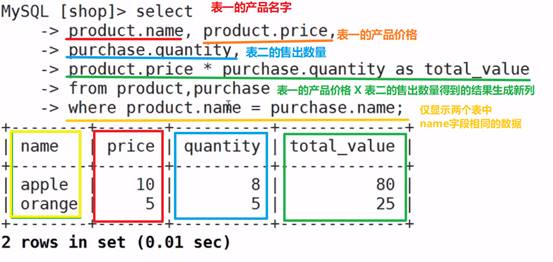 MySQL [shop]> select 表一的产品名字
-> product.name, product.price, 表一的产品价格
-> purchase.quantity, 表二的售出数量
-> product.price * purchase.quantity as total_value
-> from product,purchase 表一的产品价格 X 表二的售出数量得到的结果生成新列
-> where product.name = purchase.name; 仅显示两个表中
name字段相同的数据
+--------+-------+----------+-------------+
| name | price | quantity | total_value |
+--------+-------+----------+-------------+
| apple | 10 | 8 | 80 |
| orange | 5 | 5 | 25 |
+--------+-------+----------+-------------+
2 rows in set (0.01 sec)